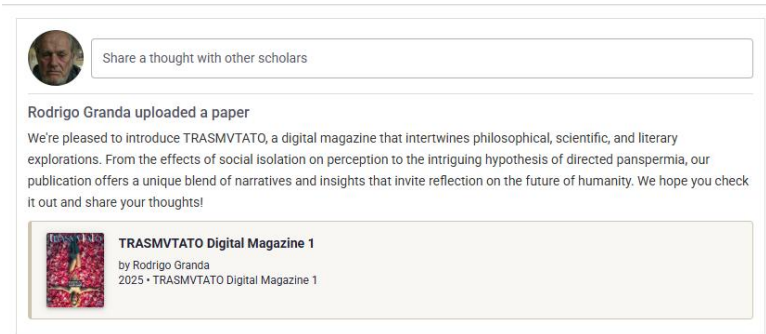 Share a thought with other scholars
Rodrigo Granda uploaded a paper
We're pleased to introduce TRASMVTATO, a digital magazine that intertwines philosophical, scientific, and literary
explorations. From the effects of social isolation on perception to the intriguing hypothesis of directed panspermia, our
publication offers a unique blend of narratives and insights that invite reflection on the future of humanity. We hope you check
it out and share your thoughts!
TRASMVTATO Digital Magazine 1
by Rodrigo Granda
2025 • TRASMVTATO Digital Magazine 1